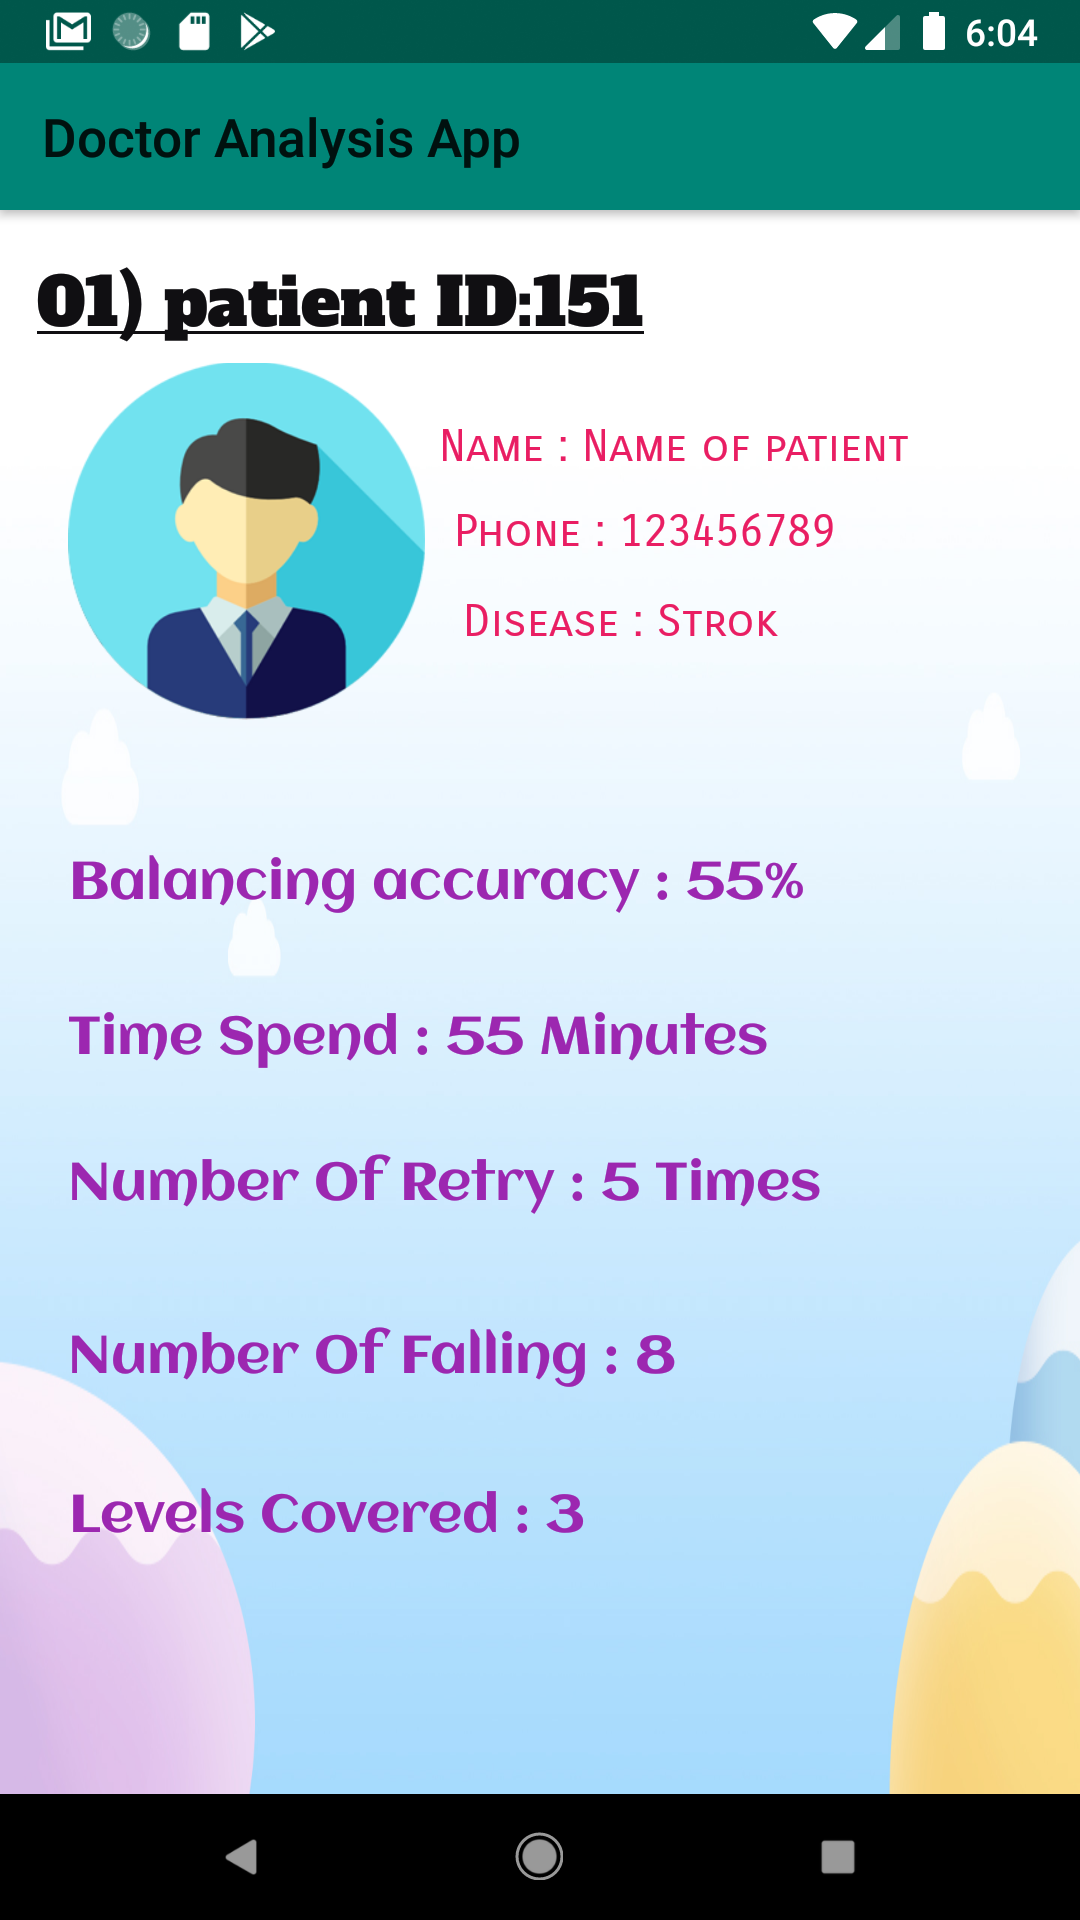 6:04
Doctor Analysis App
01) patient ID:151
Name : Name of patient
Phone : 123456789
Disease : Strok
Balancing accuracy : 55%
Time Spend : 55 Minutes
Number Of Retry : 5 Times
Number Of Falling : 8
Levels Covered : 3